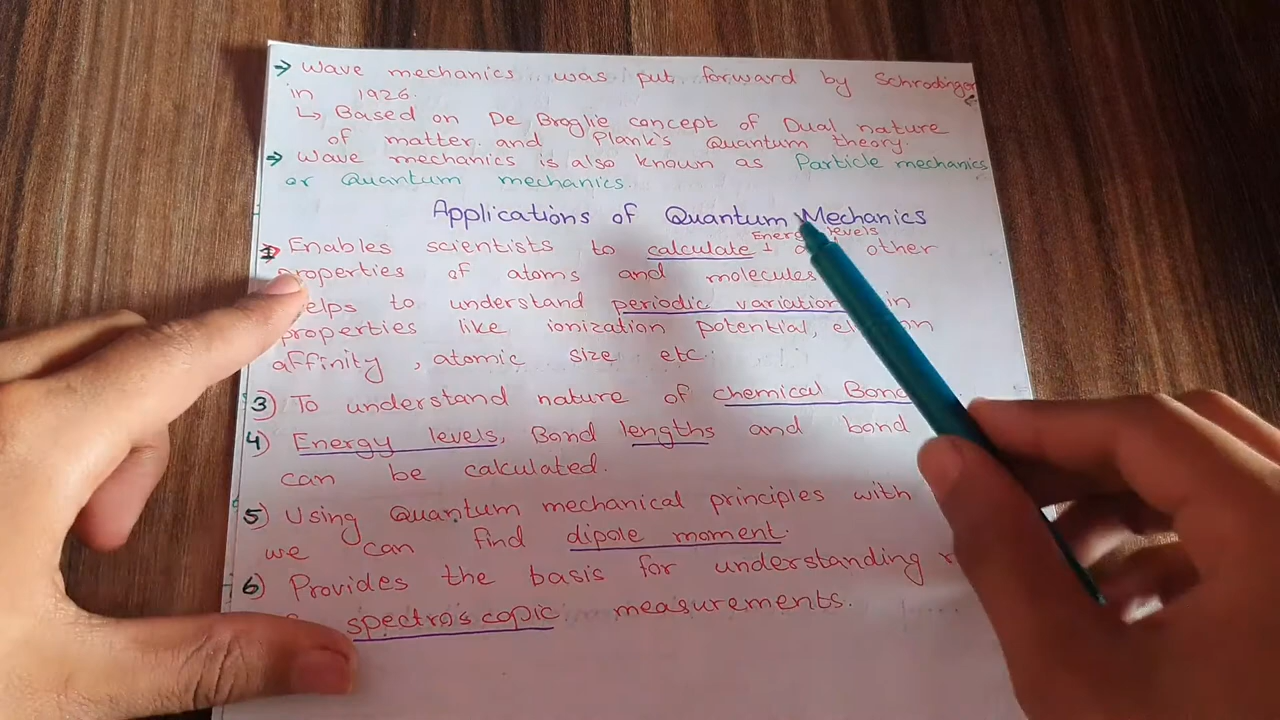 → Wave mechanics was put forward by Schrodinger
in 1926.
↳ Based on De Broglie concept of Dual nature
of matter and Plank's Quantum theory.
→ Wave mechanics is also known as Particle mechanics
or Quantum mechanics.
Applications of Quantum Mechanics
Energy levels
Enables scientists to calculate other
properties of atoms and molecules
to understand periodic variation in
properties like ionization potential,
affinity, atomic size etc.
3) To understand nature of chemical Bond
4) Energy levels, Bond lengths and bond
can be calculated.
5) Using Quantum mechanical principles with
we can find dipole moment.
6) Provides the basis for understanding
spectroscopic measurements.